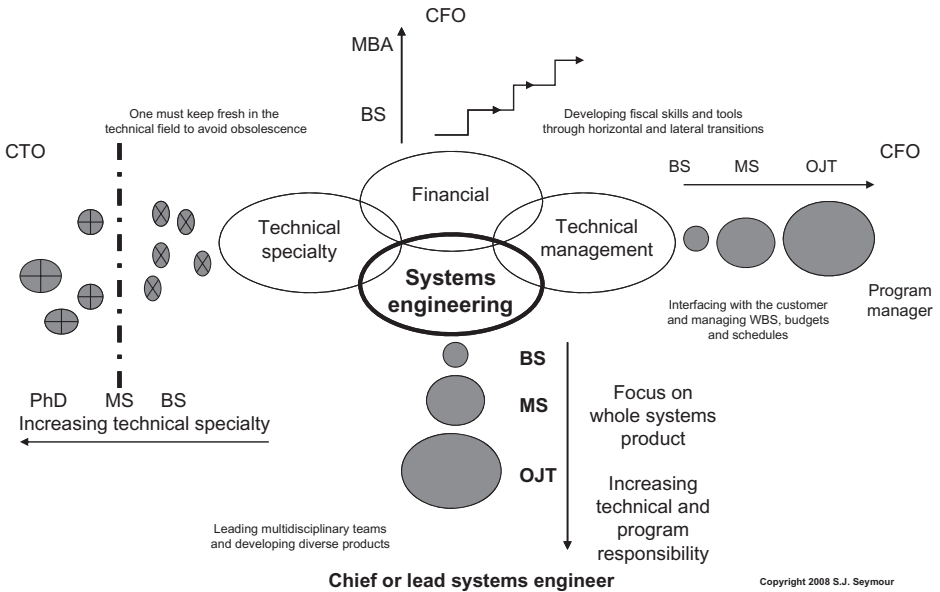 CFO
MBA
BS
One must keep fresh in the
technical field to avoid obsolescence
Developing fiscal skills and tools
through horizontal and lateral transitions
CTO
BS MS OJT
CFO
Financial
Technical
specialty
Technical
management
Systems
engineering
Program
manager
Interfacing with the customer
and managing WBS, budgets
and schedules
PhD MS BS
Increasing technical specialty
BS
MS
OJT
Focus on
whole systems
product
Increasing
technical and
program
responsibility
Leading multidisciplinary teams
and developing diverse products
Chief or lead systems engineer
Copyright 2008 S.J. Seymour